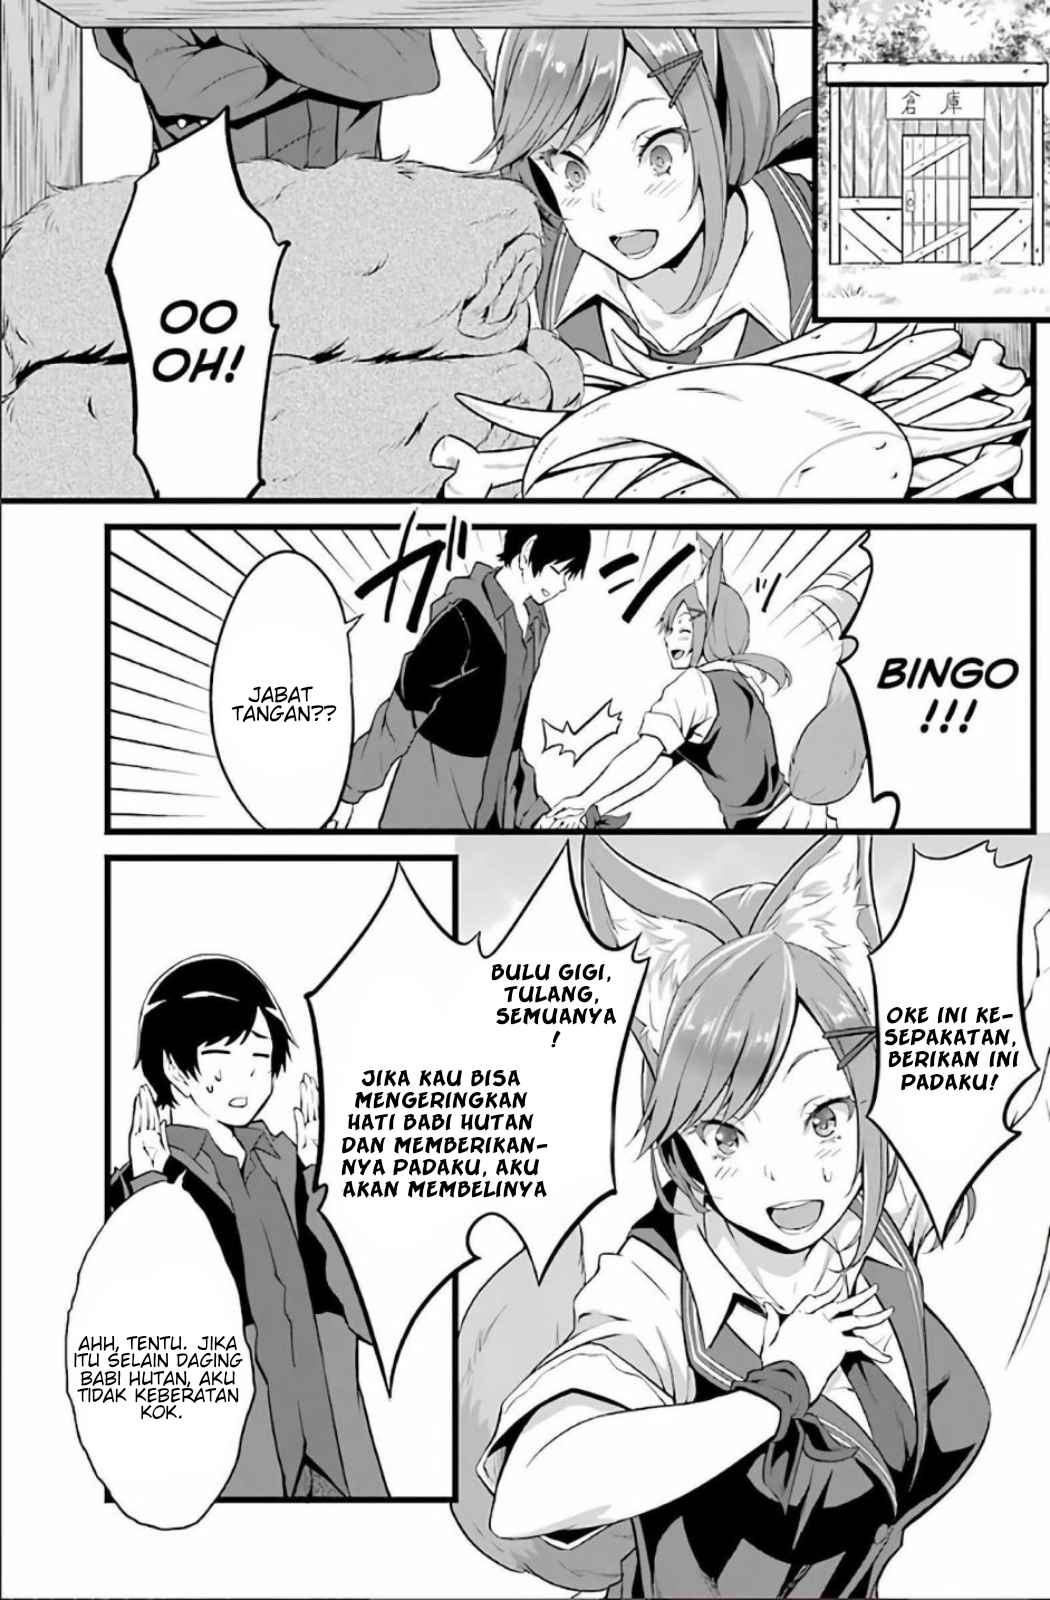 倉庫
OO
OH!
BINGO
!!!
ガッ
JABAT
TANGAN??
OKE INI KE-
SEPAKATAN,
BERIKAN INI
PADAKU!
BULU GIGI,
TULANG,
SEMUANYA
!
JIKA KAU BISA
MENGERINGKAN
HATI BABI HUTAN
DAN MEMBERIKAN-
NYA PADAKU, AKU
AKAN MEMBELINYA
AHH, TENTU. JIKA
ITU SELAIN DAGING
BABI HUTAN, AKU
TIDAK KEBERATAN
KOK.